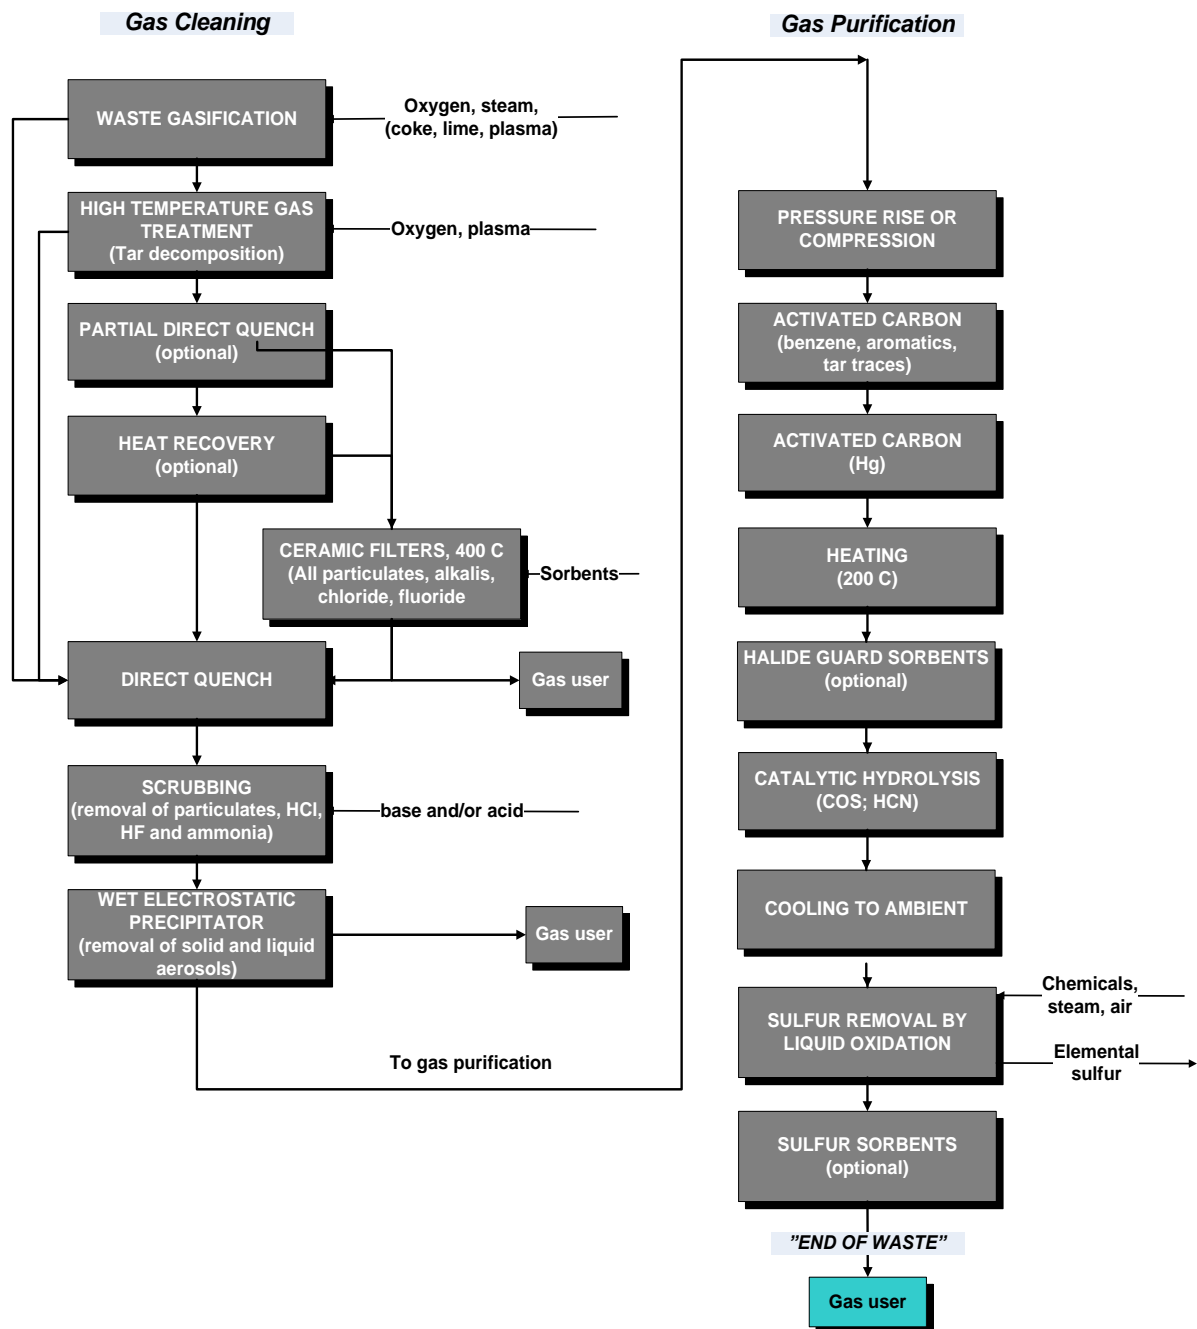 Gas Cleaning
WASTE GASIFICATION
Oxygen, steam,
(coke, lime, plasma)
HIGH TEMPERATURE GAS
TREATMENT
(Tar decomposition)
Oxygen, plasma
PARTIAL DIRECT QUENCH
(optional)
HEAT RECOVERY
(optional)
CERAMIC FILTERS, 400 C
(All particulates, alkalis,
chloride, fluoride
Sorbents
DIRECT QUENCH
Gas user
SCRUBBING
(removal of particulates, HCl,
HF and ammonia)
base and/or acid
WET ELECTROSTATIC
PRECIPITATOR
(removal of solid and liquid
aerosols)
Gas user
To gas purification
Gas Purification
PRESSURE RISE OR
COMPRESSION
ACTIVATED CARBON
(benzene, aromatics,
tar traces)
ACTIVATED CARBON
(Hg)
HEATING
(200 C)
HALIDE GUARD SORBENTS
(optional)
CATALYTIC HYDROLYSIS
(COS; HCN)
COOLING TO AMBIENT
SULFUR REMOVAL BY
LIQUID OXIDATION
Chemicals,
steam, air
Elemental
sulfur
SULFUR SORBENTS
(optional)
”END OF WASTE”
Gas user